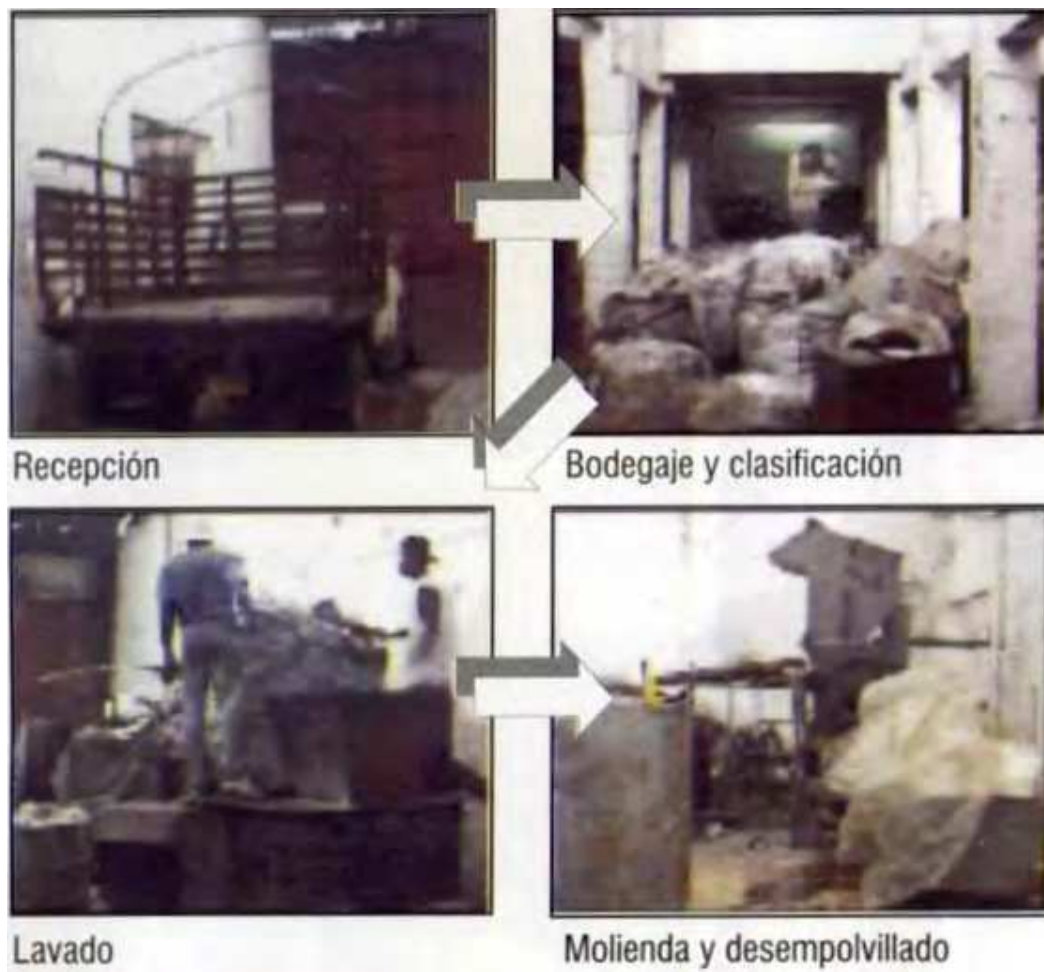 Recepción
Bodegaje y clasificación
Lavado
Molienda y desempolvillado